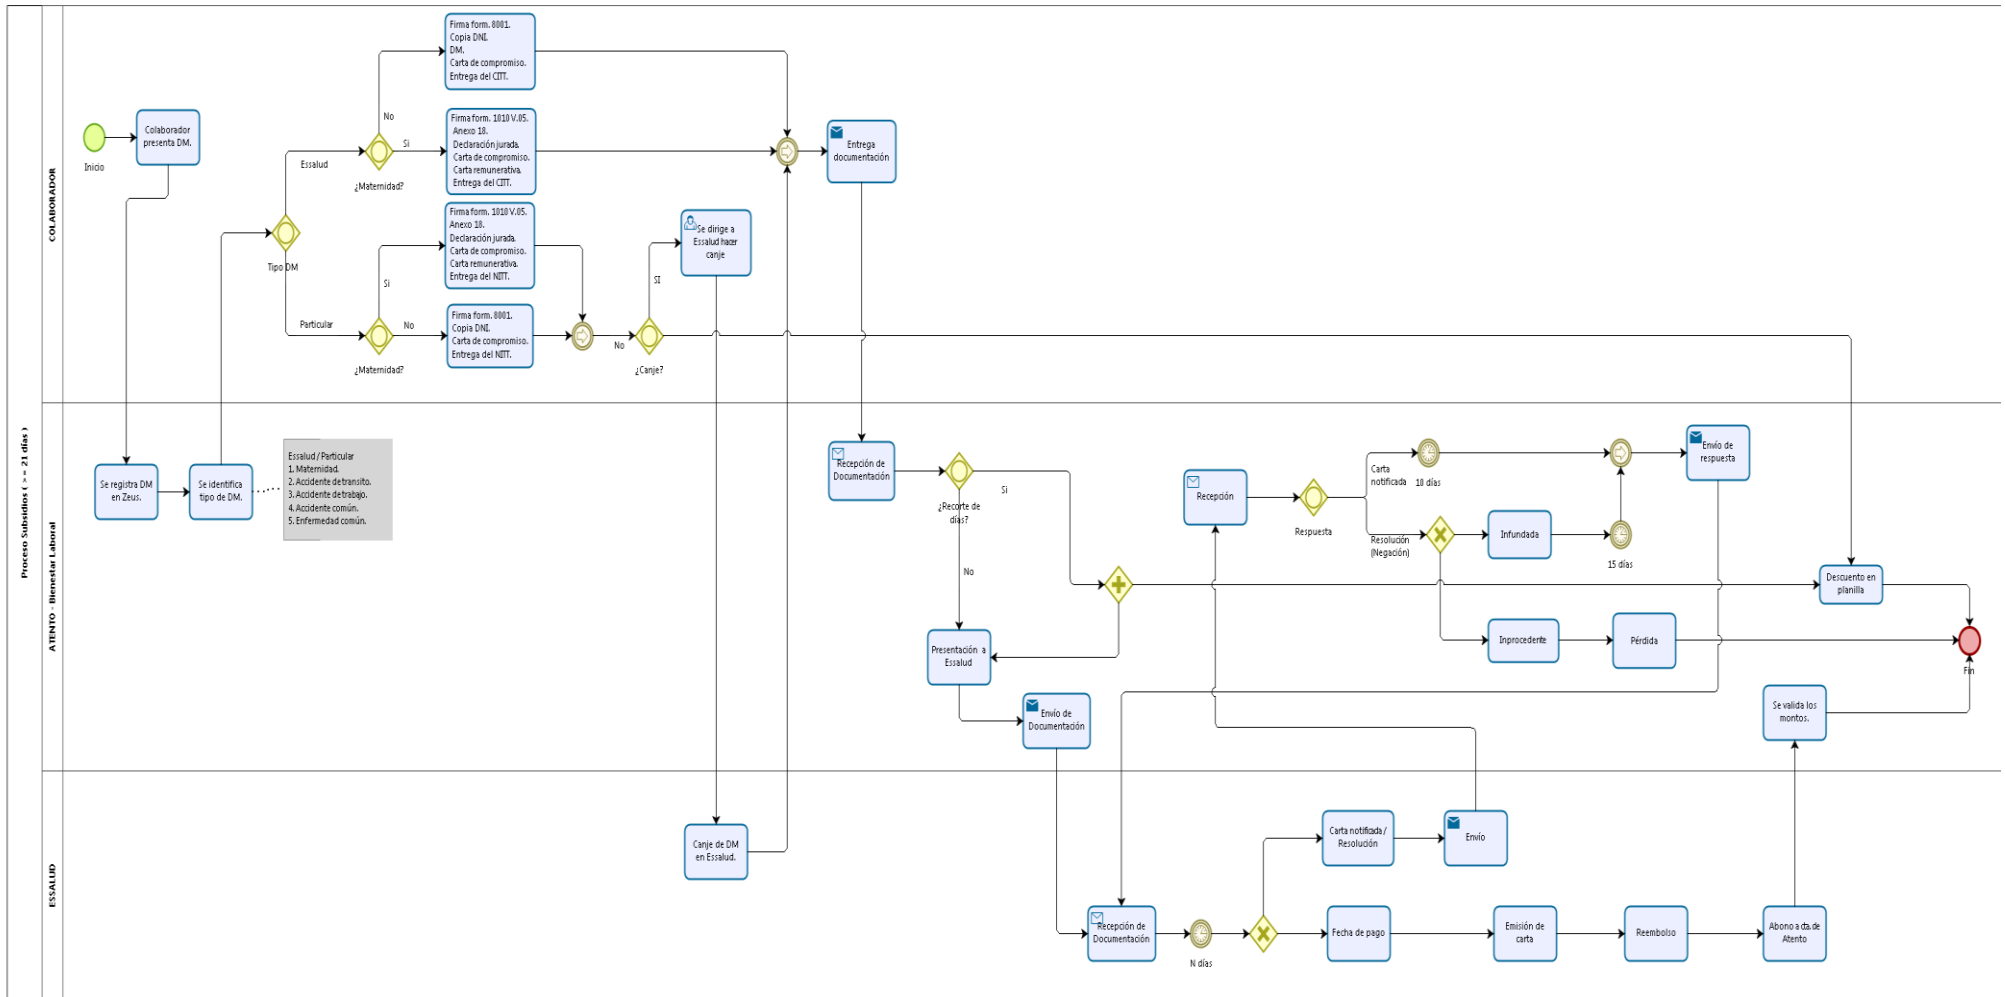 Proceso Subsidios ( > = 21 días )
COLABORADOR
Inicio
Colaborador
presenta DM.
Tipo DM
Essalud
Particular
¿Maternidad?
No
Si
Firma form. 8001.
Copia DNI.
DM.
Carta de compromiso.
Entrega del CITT.
Firma form. 1010 V.05.
Anexo 18.
Declaración jurada.
Carta de compromiso.
Carta remunerativa.
Entrega del CITT.
¿Maternidad?
Si
No
Firma form. 1010 V.05.
Anexo 18.
Declaración jurada.
Carta de compromiso.
Carta remunerativa.
Entrega del NITT.
Firma form. 8001.
Copia DNI.
Carta de compromiso.
Entrega del NITT.
¿Canje?
SI
No
Se dirige a
Essalud hacer
canje
Entrega
documentación
ATENTO - Bienestar Laboral
Se registra DM
en Zeus.
Se identifica
tipo de DM.
Essalud / Particular
1. Maternidad.
2. Accidente de transito.
3. Accidente de trabajo.
4. Accidente común.
5. Enfermedad común.
Recepción de
Documentación
¿Recorte de
días?
Si
No
Presentación a
Essalud
Envío de
Documentación
Recepción
Respuesta
Carta
notificada
10 días
Resolución
(Negación)
Infundada
15 días
Envío de
respuesta
Inprocedente
Pérdida
Descuento en
planilla
Fin
Se valida los
montos.
ESSALUD
Canje de DM
en Essalud.
Recepción de
Documentación
N días
Carta notificada /
Resolución
Envío
Fecha de pago
Emisión de
carta
Reembolso
Abono a cta. de
Atento